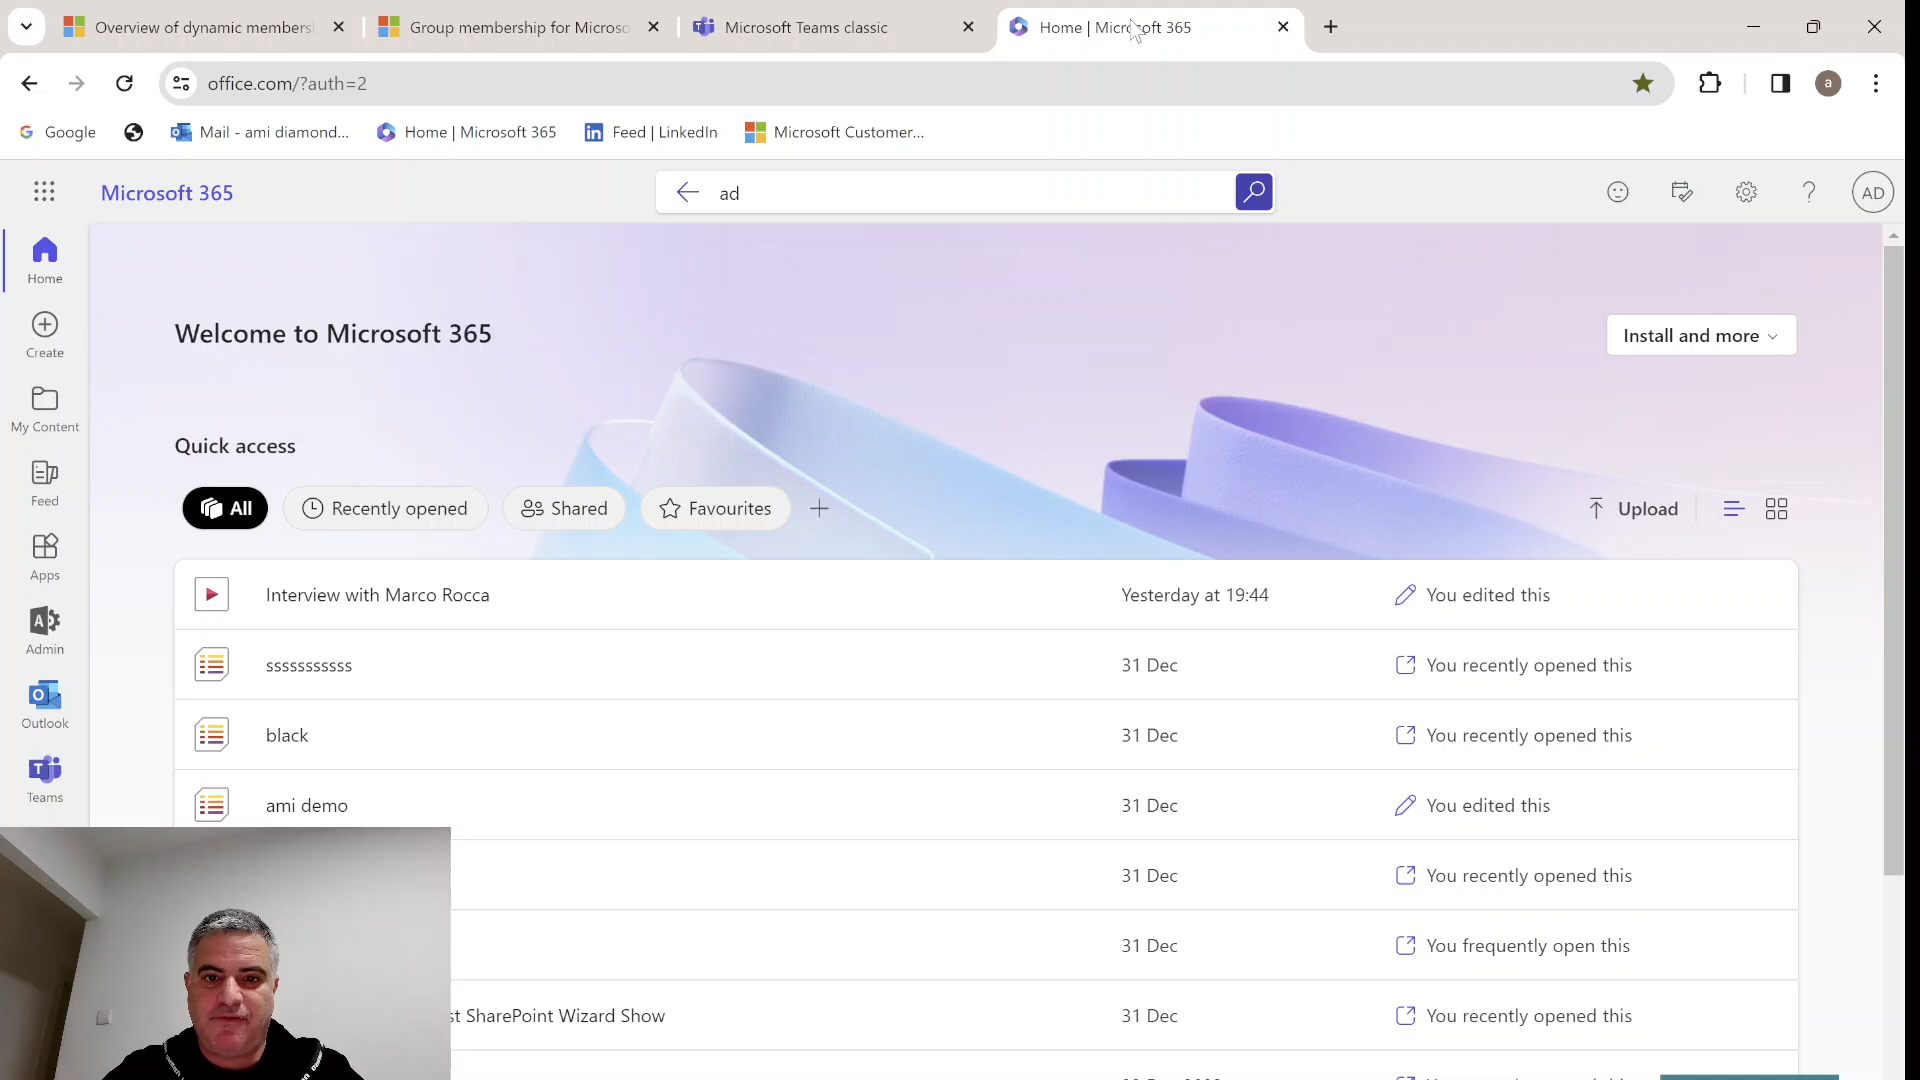 Overview of dynamic members
Group membership for Microso
Microsoft Teams classic
Home | Microsoft 365
office.com/?auth=2
a
Google
Mail - ami diamond...
Home | Microsoft 365
Feed | LinkedIn
Microsoft Customer...
Microsoft 365
ad
AD
Home
Create
My Content
Feed
Apps
Admin
Outlook
Teams
Welcome to Microsoft 365
Install and more
Quick access
All
Recently opened
Shared
Favourites
Upload
Interview with Marco Rocca
Yesterday at 19:44
You edited this
sssssssssss
31 Dec
You recently opened this
black
31 Dec
You recently opened this
ami demo
31 Dec
You edited this
31 Dec
You recently opened this
31 Dec
You frequently open this
st SharePoint Wizard Show
31 Dec
You recently opened this